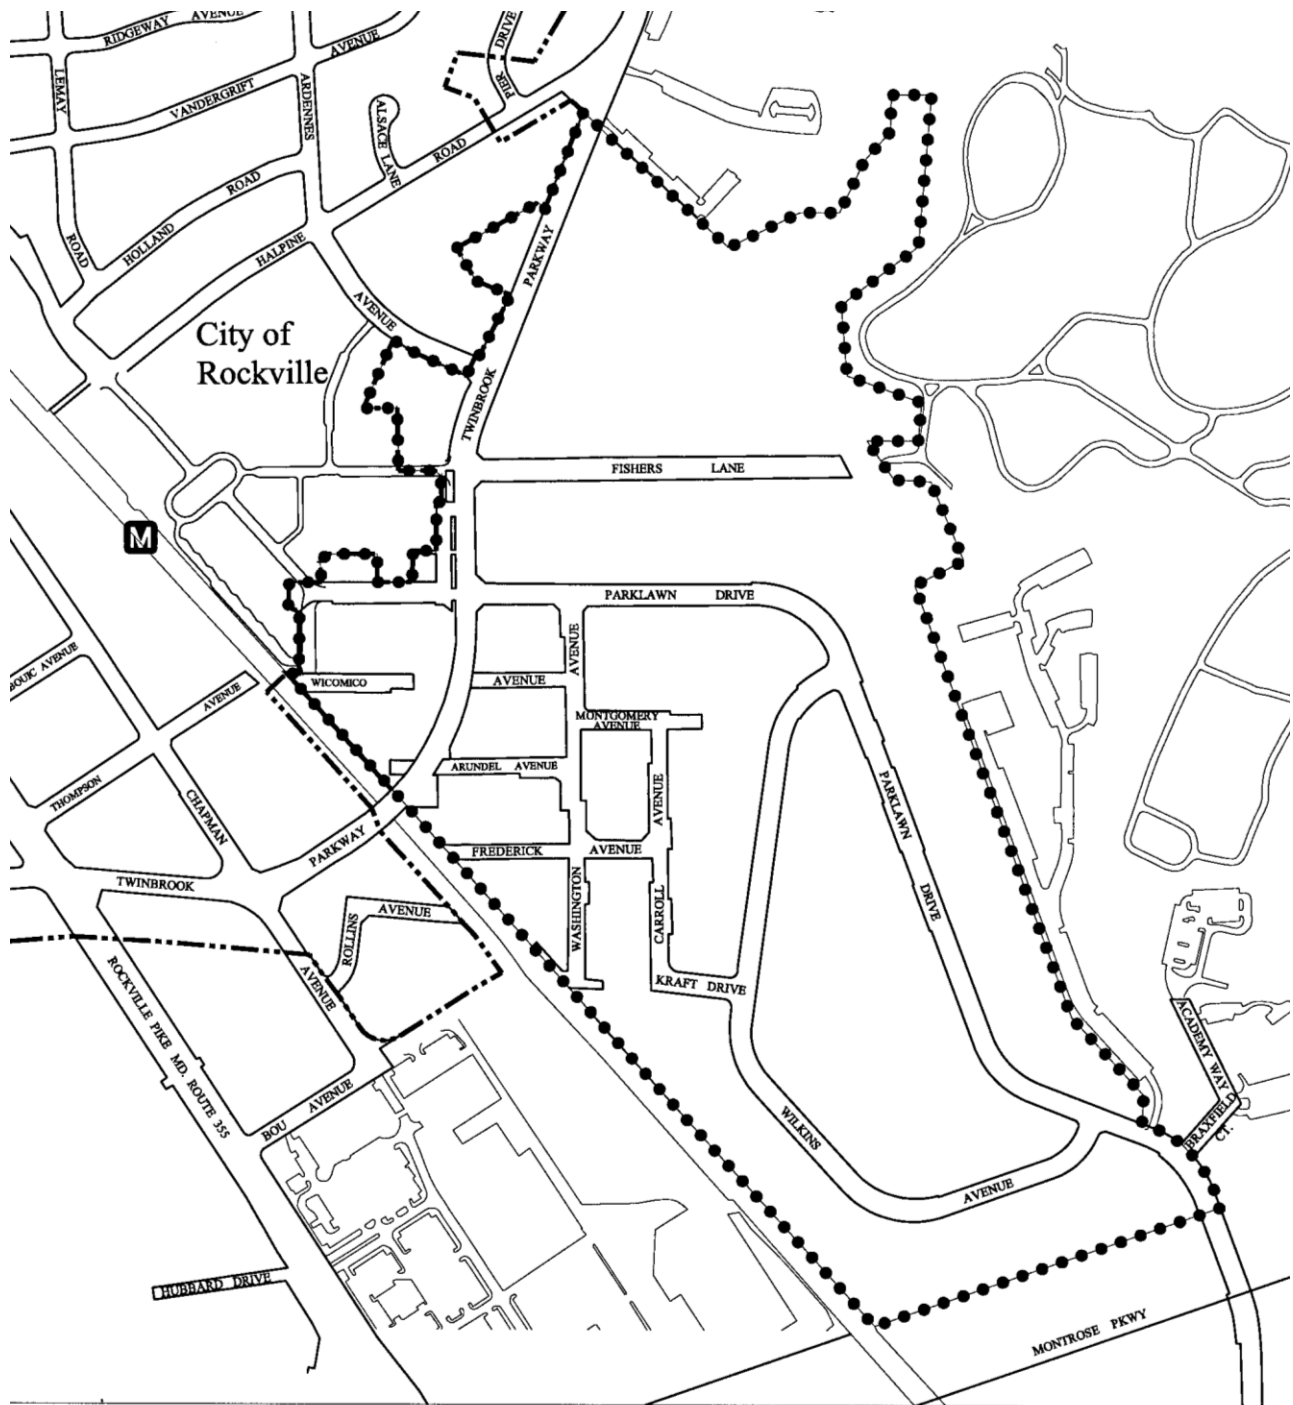 RIDGEWAY AVENUE
DRIVE
PIER
AVENUE
LEMAY
VANDERGRIFT
ARDENNES
ALSACE LANE
ROAD
ROAD
HOLLAND
ROAD
HALPINE
PARKWAY
AVENUE
City of
Rockville
TWINBROOK
FISHERS LANE
M
PARKLAWN DRIVE
AVENUE
BOUIC AVENUE
AVENUE
WICOMICO
AVENUE
MONTGOMERY
AVENUE
ARUNDEL AVENUE
THOMPSON
CHAPMAN
AVENUE
PARKLAWN
PARKWAY
FREDERICK AVENUE
TWINBROOK
AVENUE
ROLLINS
WASHINGTON
CARROLL
DRIVE
AVENUE
KRAFT DRIVE
ROCKVILLE PIKE MD. ROUTE 355
ACADEMY WAY
BOU AVENUE
BRAXFIELD
CT.
WILKINS
AVENUE
HUBBARD DRIVE
MONTROSE PKWY